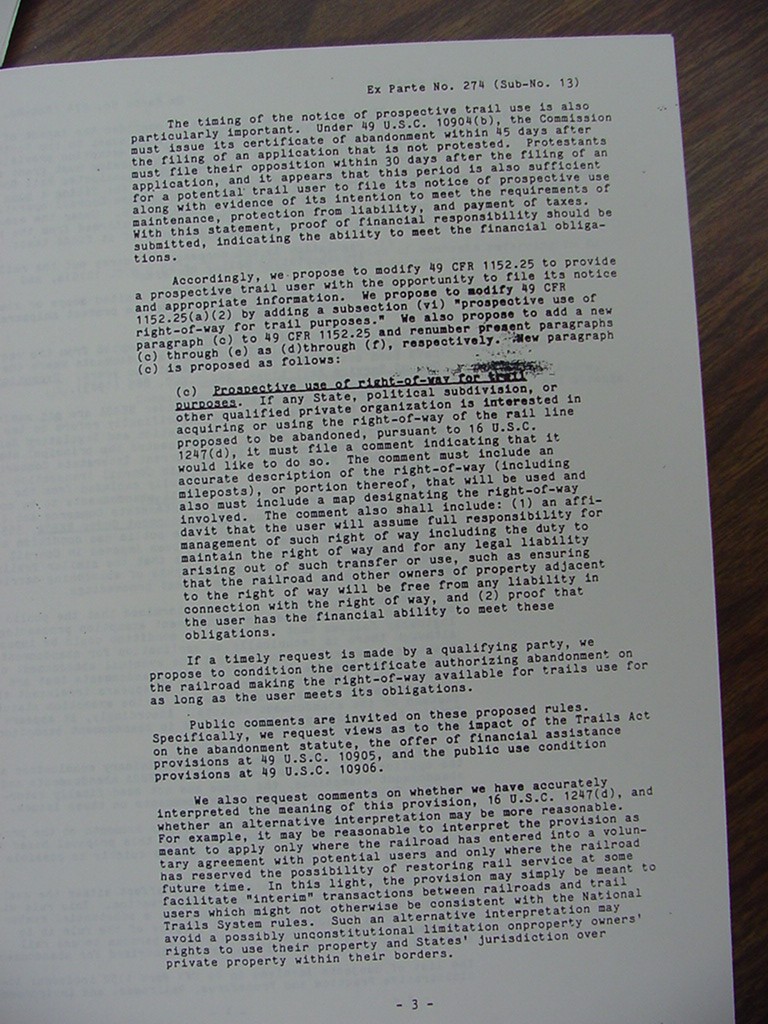 Ex Parte No. 274 (Sub-No. 13)
The timing of the notice of prospective trail use is also
particularly important. Under 49 U.S.C. 10904(b), the Commission
must issue its certificate of abandonment within 45 days after
the filing of an application that is not protested. Protestants
must file their opposition within 30 days after the filing of an
application, and it appears that this period is also sufficient
for a potential trail user to file its notice of prospective use
along with evidence of its intention to meet the requirements of
maintenance, protection from liability, and payment of taxes.
With this statement, proof of financial responsibility should be
submitted, indicating the ability to meet the financial obliga-
tions.
Accordingly, we propose to modify 49 CFR 1152.25 to provide
a prospective trail user with the opportunity to file its notice
and appropriate information. We propose to modify 49 CFR
1152.25(a)(2) by adding a subsection (vi) "prospective use of
right-of-way for trail purposes." We also propose to add a new
paragraph (c) to 49 CFR 1152.25 and renumber present paragraphs
(c) through (e) as (d)through (f), respectively. New paragraph
(c) is proposed as follows:
(c) Prospective use of right-of-way for trail
purposes. If any State, political subdivision, or
other qualified private organization is interested in
acquiring or using the right-of-way of the rail line
proposed to be abandoned, pursuant to 16 U.S.C.
1247(d), it must file a comment indicating that it
would like to do so. The comment must include an
accurate description of the right-of-way (including
mileposts), or portion thereof, that will be used and
also must include a map designating the right-of-way
involved. The comment also shall include: (1) an affi-
davit that the user will assume full responsibility for
management of such right of way including the duty to
maintain the right of way and for any legal liability
arising out of such transfer or use, such as ensuring
that the railroad and other owners of property adjacent
to the right of way will be free from any liability in
connection with the right of way, and (2) proof that
the user has the financial ability to meet these
obligations.
If a timely request is made by a qualifying party, we
propose to condition the certificate authorizing abandonment on
the railroad making the right-of-way available for trails use for
as long as the user meets its obligations.
Public comments are invited on these proposed rules.
Specifically, we request views as to the impact of the Trails Act
on the abandonment statute, the offer of financial assistance
provisions at 49 U.S.C. 10905, and the public use condition
provisions at 49 U.S.C. 10906.
We also request comments on whether we have accurately
interpreted the meaning of this provision, 16 U.S.C. 1247(d), and
whether an alternative interpretation may be more reasonable.
For example, it may be reasonable to interpret the provision as
meant to apply only where the railroad has entered into a volun-
tary agreement with potential users and only where the railroad
has reserved the possibility of restoring rail service at some
future time. In this light, the provision may simply be meant to
facilitate "interim" transactions between railroads and trail
users which might not otherwise be consistent with the National
Trails System rules. Such an alternative interpretation may
avoid a possibly unconstitutional limitation onproperty owners'
rights to use their property and States' jurisdiction over
private property within their borders.
- 3 -